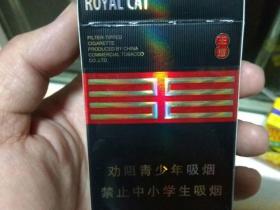 ROYAL CAT
FILTER TIPPED
CIGARETTE
PRODUCED BY CHINA
COMMERCIAL TOBACCO
CO.,LTD.
劝阻青少年吸烟
禁止中小学生吸烟